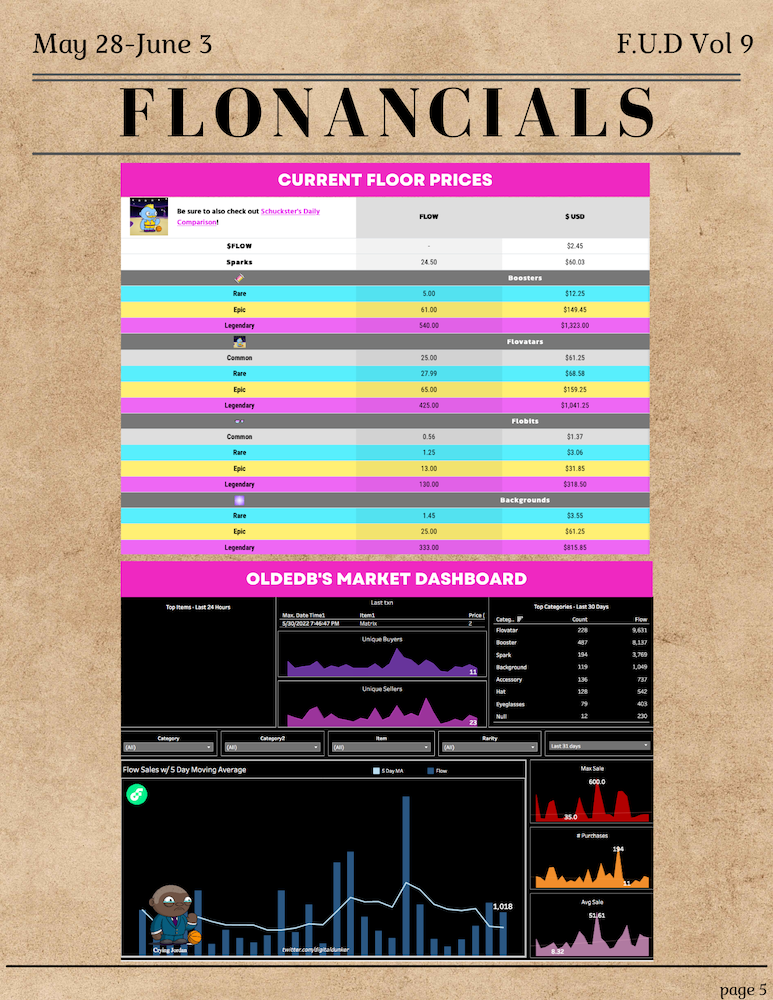 May 28-June 3 F.U.D Vol 9
FLONANCIALS
CURRENT FLOOR PRICES
Be sure to also check out Schuckster's Daily
Comparison!
FLOW $ USD
$FLOW - $2.45
Sparks 24.50 $60.03
Boosters
Rare 5.00 $12.25
Epic 61.00 $149.45
Legendary 540.00 $1,323.00
Flovatars
Common 25.00 $61.25
Rare 27.99 $68.58
Epic 65.00 $159.25
Legendary 425.00 $1,041.25
Flobits
Common 0.56 $1.37
Rare 1.25 $3.06
Epic 13.00 $31.85
Legendary 130.00 $318.50
Backgrounds
Rare 1.45 $3.55
Epic 25.00 $61.25
Legendary 333.00 $815.85
OLDEDB'S MARKET DASHBOARD
Top Items - Last 24 Hours
Last txn
Max. Date Time1 Item1 Price (
5/30/2022 7:46:47 PM Matrix 2
Unique Buyers
11
Unique Sellers
23
Top Categories - Last 30 Days
Categ.. Count Flow
Flovatar 228 9,631
Booster 487 8,137
Spark 194 3,769
Background 119 1,049
Accessory 136 737
Hat 128 542
Eyeglasses 79 403
Null 12 230
Category Category2 Item Rarity
(All) (All) (All) (All) Last 31 days
Flow Sales w/ 5 Day Moving Average
5 Day MA Flow
1,018
Crying Jordan
twitter.com/digitaldunker
Max Sale
600.0
35.0
# Purchases
194
11
Avg Sale
51.61
8.32
page 5